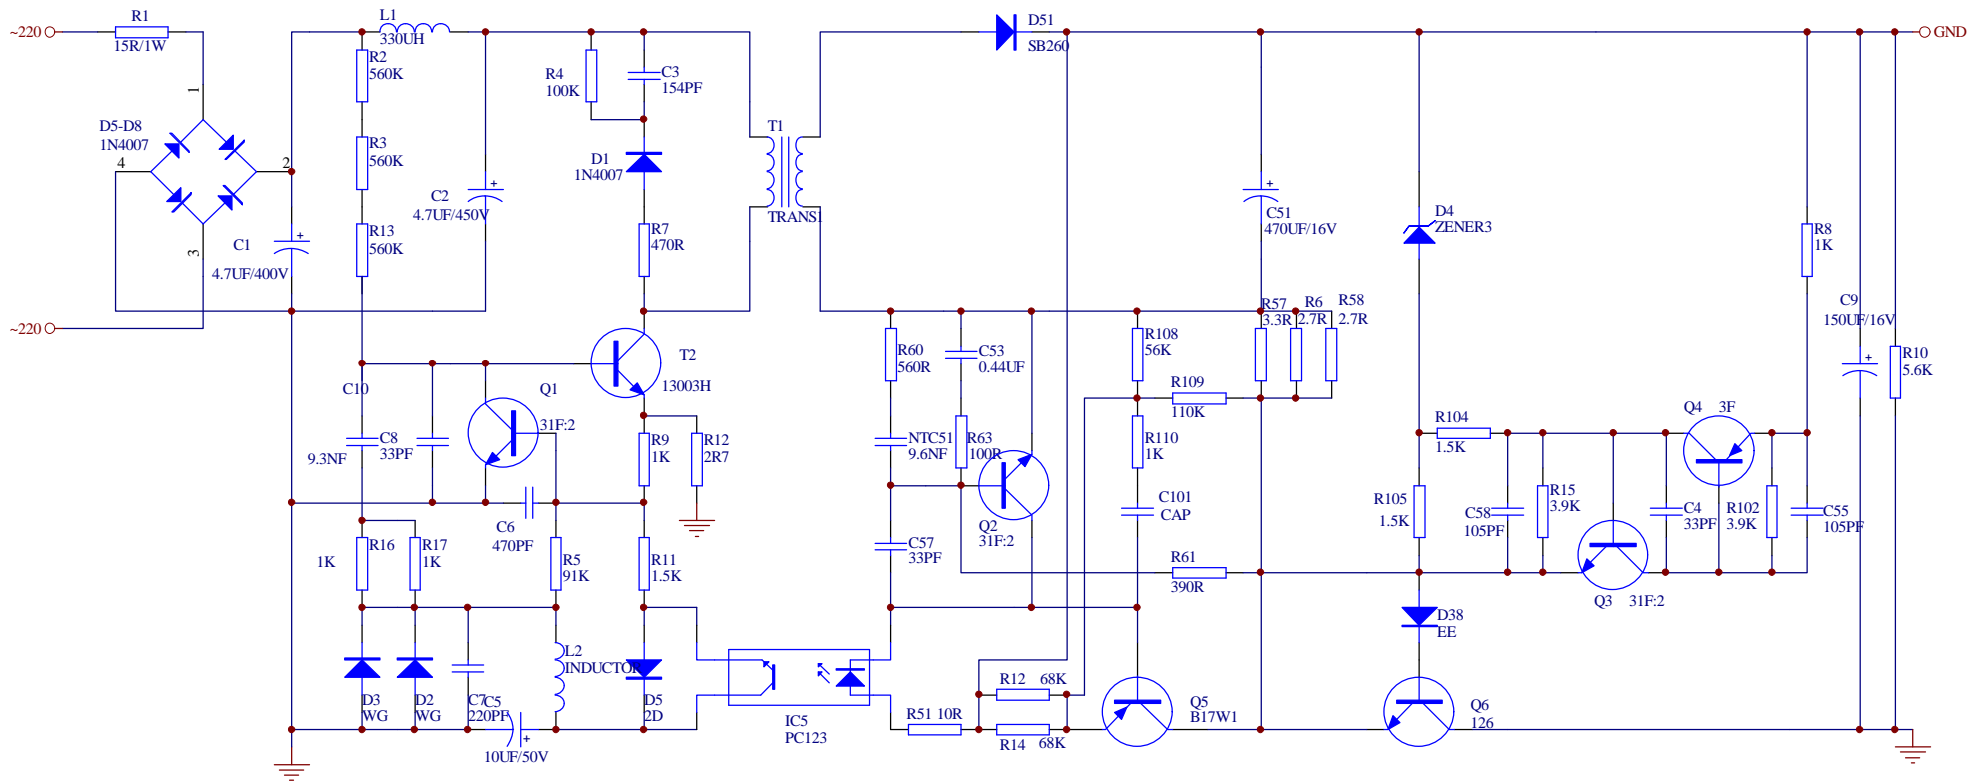 ~220
R1
15R/1W
L1
330UH
R2
560K
R4
100K
C3
154PF
D51
SB260
GND
1
D5-D8
1N4007
4
2
3
R3
560K
D1
1N4007
T1
TRANS1
C2
4.7UF/450V
R13
560K
C1
4.7UF/400V
R7
470R
C51
470UF/16V
D4
ZENER3
R8
1K
~220
R57
3.3R
R6
2.7R
R58
2.7R
C9
150UF/16V
R10
5.6K
T2
13003H
R60
560R
C53
0.44UF
R108
56K
R109
110K
C10
Q1
31F:2
C8
33PF
9.3NF
R9
1K
R12
2R7
NTC51
9.6NF
R63
100R
R110
1K
R104
1.5K
Q4
3F
C6
470PF
Q2
31F:2
C101
CAP
R105
1.5K
C58
105PF
R15
3.9K
C4
33PF
R102
3.9K
C55
105PF
1K
R16
R17
1K
R5
91K
R11
1.5K
C57
33PF
R61
390R
Q3
31F:2
D38
EE
L2
INDUCTOR
D3
WG
D2
WG
C7
220PF
C5
10UF/50V
D5
2D
IC5
PC123
R51 10R
R12
68K
R14
68K
Q5
B17W1
Q6
126